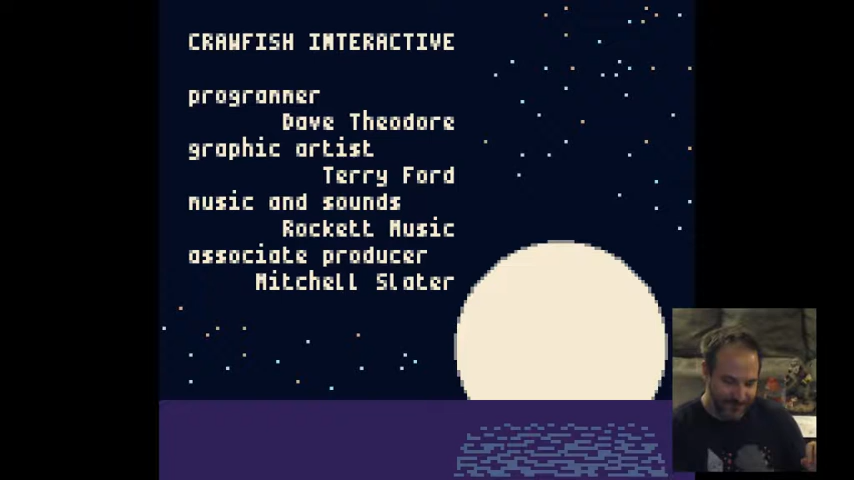 CRAWFISH INTERACTIVE
programmer
Dave Theodore
graphic artist
Terry Ford
music and sounds
Rockett Music
associate producer
Mitchell Slater